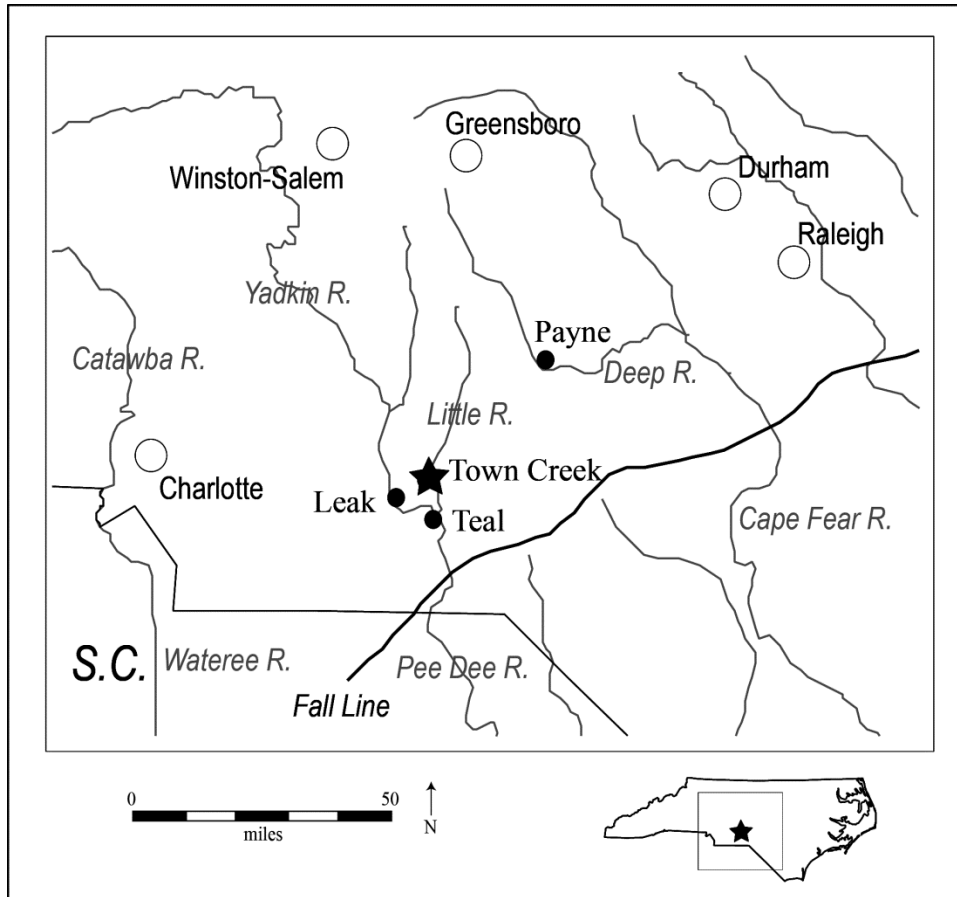 Greensboro
Winston-Salem
Durham
Raleigh
Yadkin R.
Payne
Catawba R.
Deep R.
Little R.
Town Creek
Charlotte
Leak
Teal
Cape Fear R.
S.C.
Wateree R.
Pee Dee R.
Fall Line
0 50
miles
N